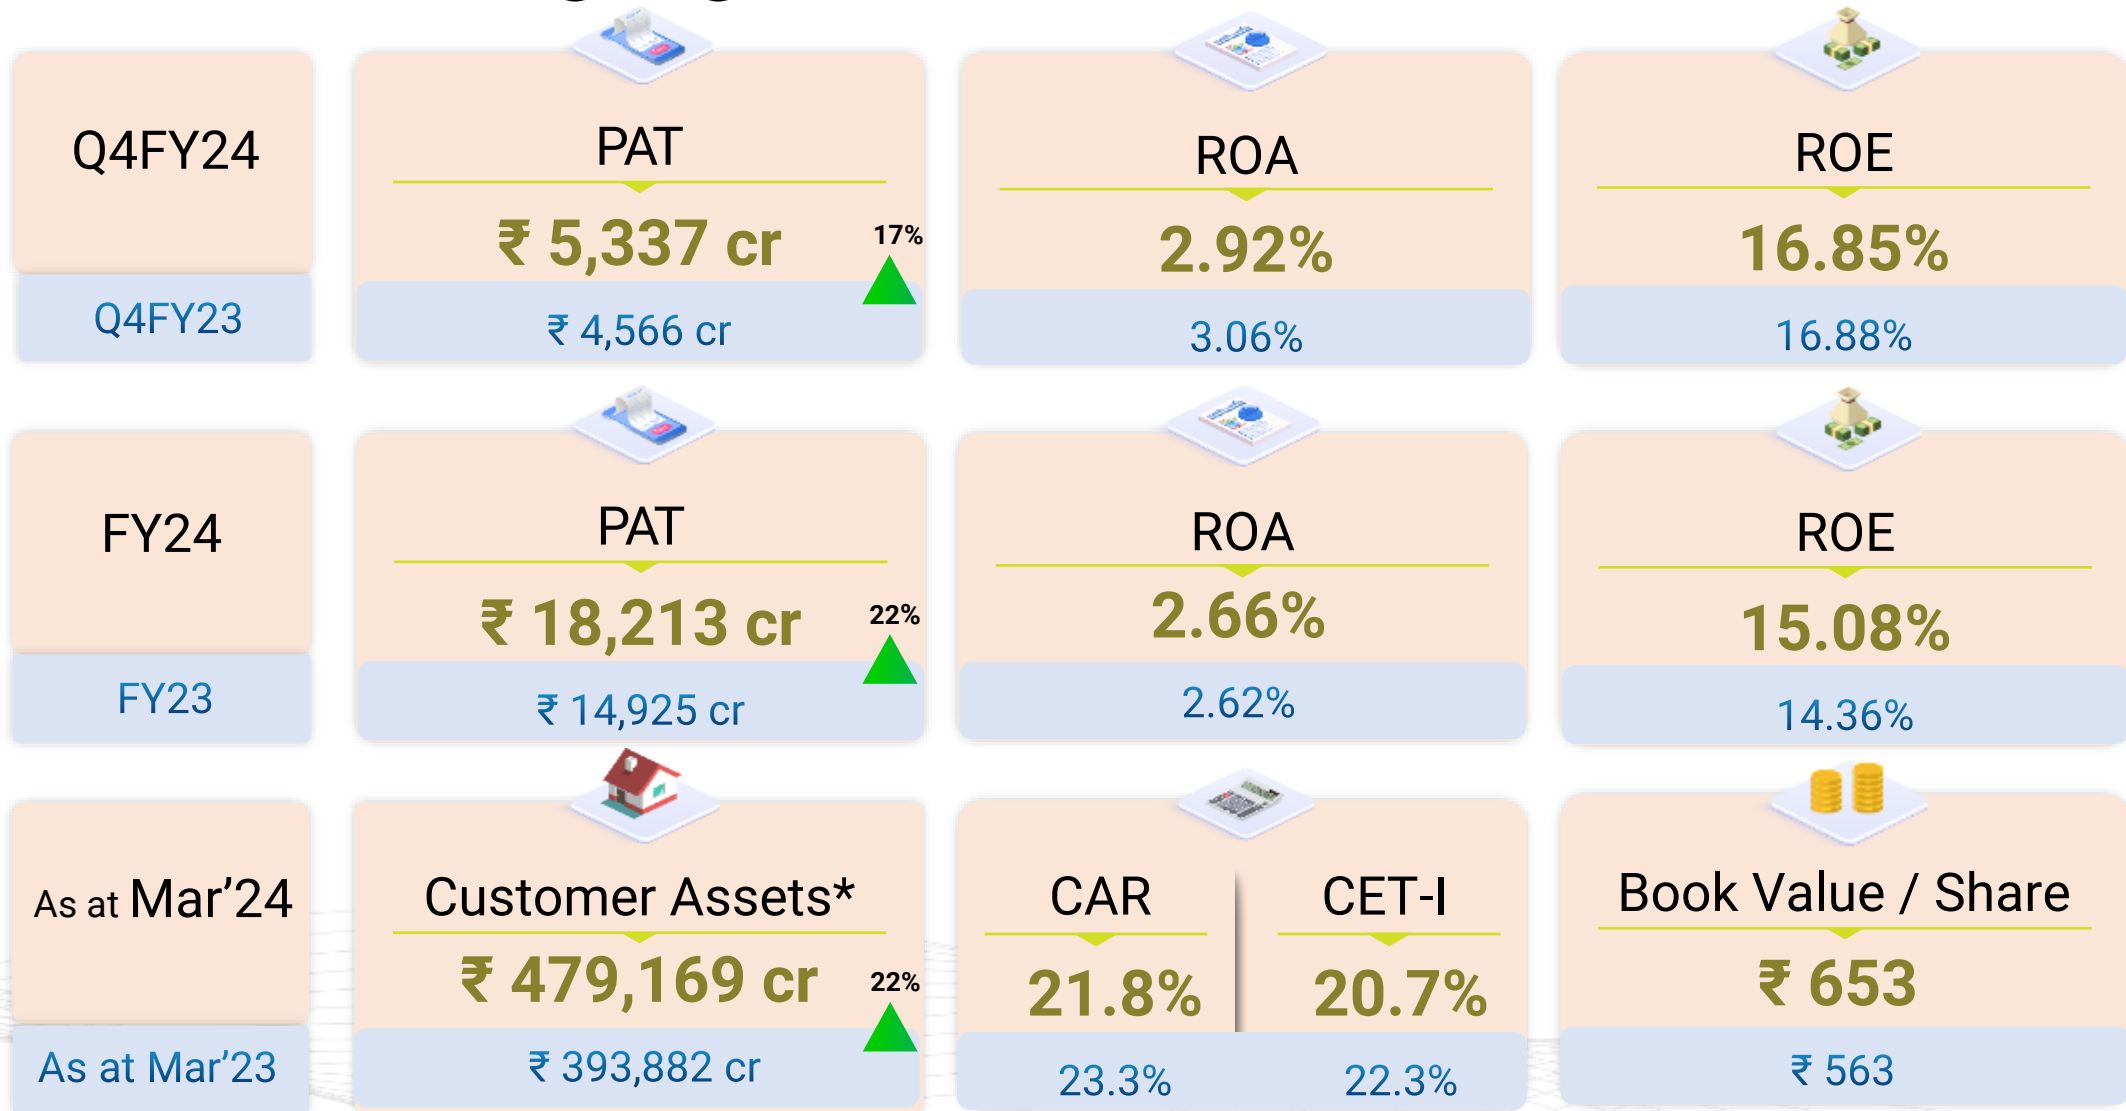 Q4FY24
Q4FY23
PAT
₹ 5,337 cr
17%
₹ 4,566 cr
ROA
2.92%
3.06%
ROE
16.85%
16.88%
FY24
FY23
PAT
₹ 18,213 cr
22%
₹ 14,925 cr
ROA
2.66%
2.62%
ROE
15.08%
14.36%
As at Mar’24
As at Mar’23
Customer Assets*
₹ 479,169 cr
22%
₹ 393,882 cr
CAR
21.8%
23.3%
CET-I
20.7%
22.3%
Book Value / Share
₹ 653
₹ 563